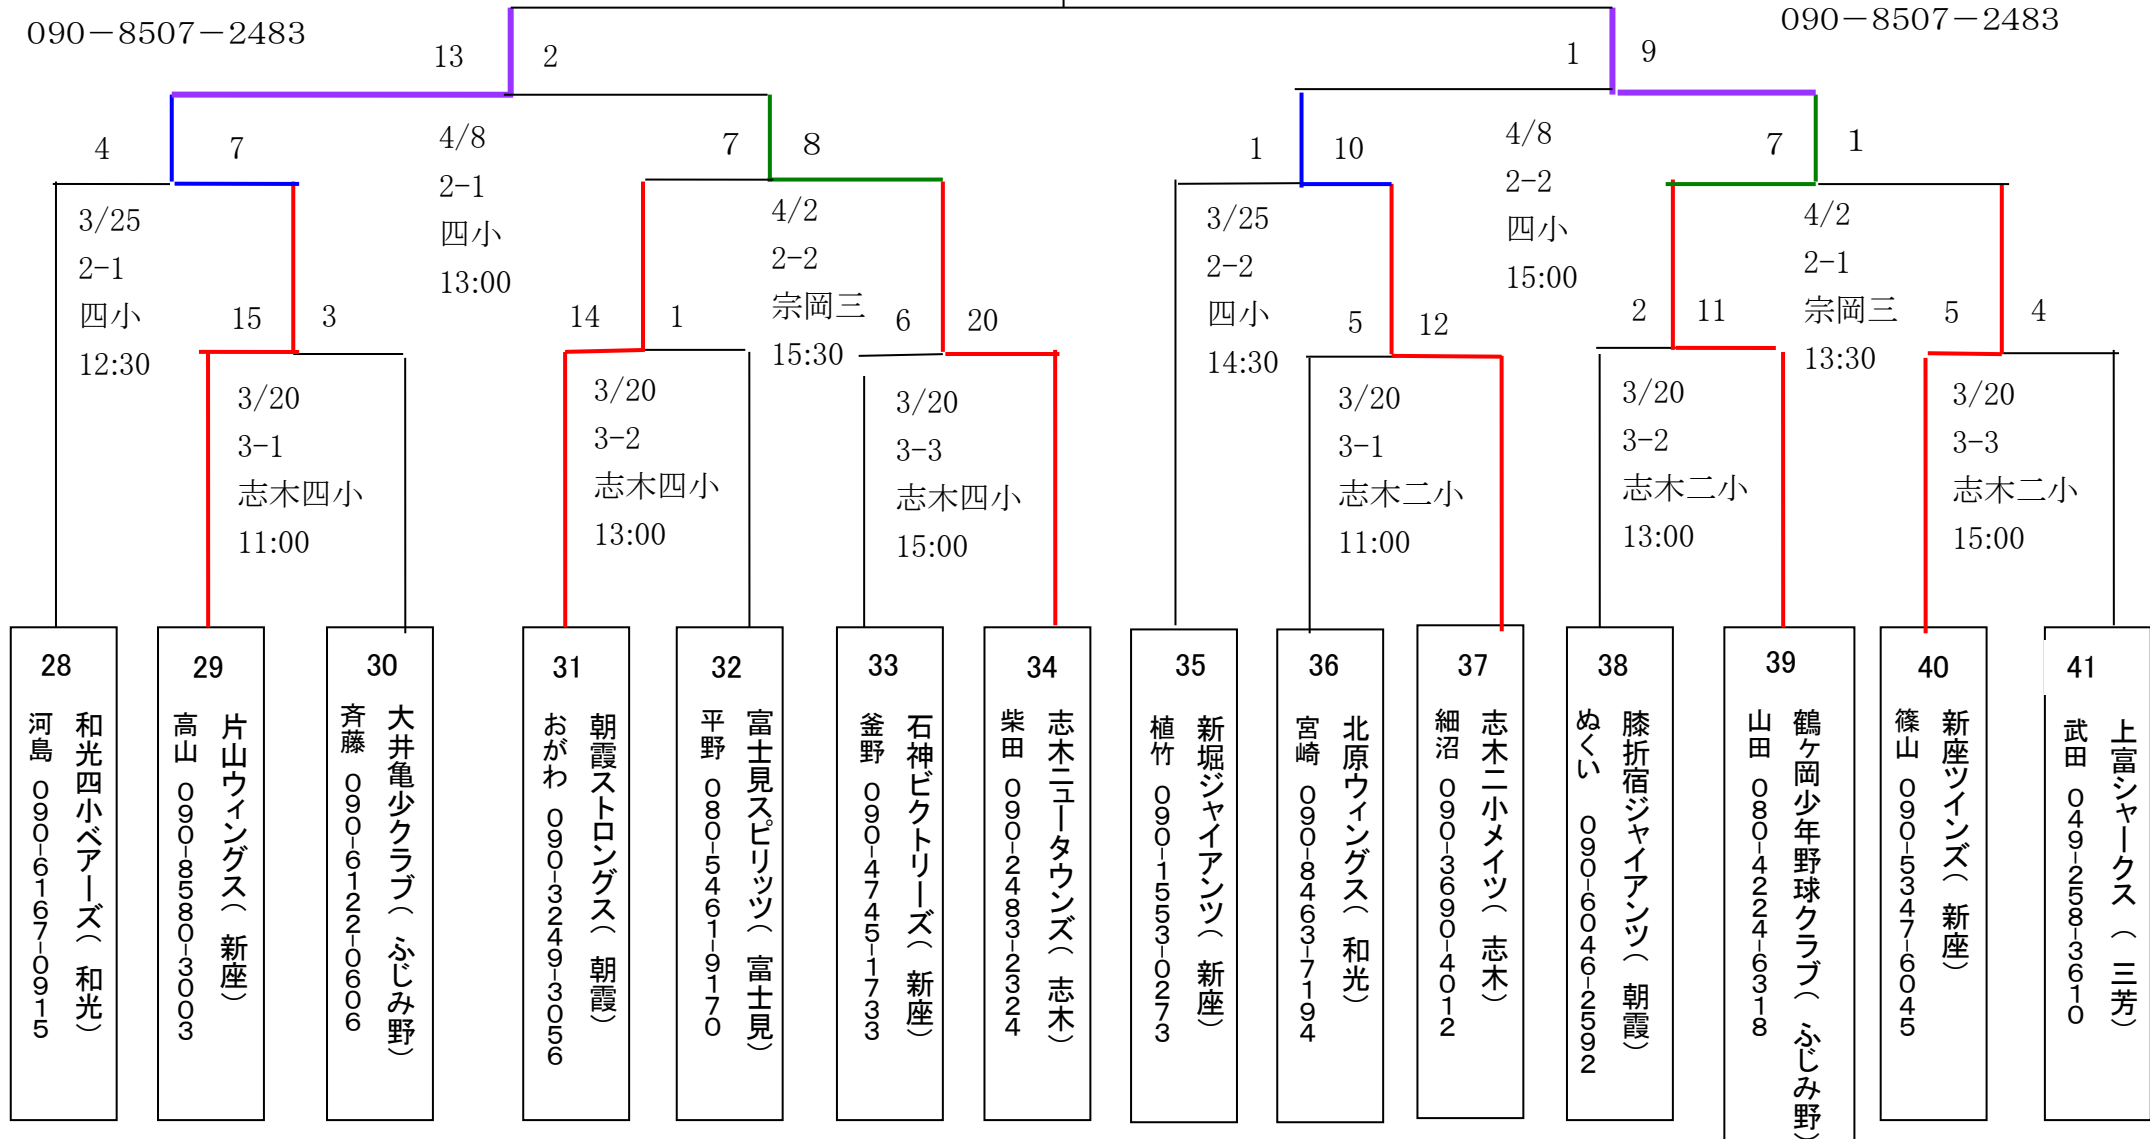 090－8507－2483
090－8507－2483
13 2
1 9
4 7
4/8
2-1
四小
13:00
7 8
1 10
4/8
2-2
四小
15:00
7 1
3/25
2-1
四小
12:30
4/2
2-2
宗岡三
15:30
3/25
2-2
四小
14:30
4/2
2-1
宗岡三
13:30
15 3
14 1
6 20
5 12
2 11
5 4
3/20
3-1
志木四小
11:00
3/20
3-2
志木四小
13:00
3/20
3-3
志木四小
15:00
3/20
3-1
志木二小
11:00
3/20
3-2
志木二小
13:00
3/20
3-3
志木二小
15:00
28
和光四小ベアーズ（ 和光）
河島 090-6167-0915
29
片山ウィングス（ 新座）
高山 090-8580-3003
30
大井亀少クラブ（ ふじみ野）
斉藤 090-6122-0606
31
朝霞ストロングス（ 朝霞）
おがわ 090-3249-3056
32
富士見スピリッツ（ 富士見）
平野 080-5461-9170
33
石神ビクトリーズ（ 新座）
釜野 090-4745-1733
34
志木ニュータウンズ（ 志木）
柴田 090-2483-2324
35
新堀ジャイアンツ（ 新座）
植竹 090-1553-0273
36
北原ウィングス（ 和光）
宮崎 090-8463-7194
37
志木二小メイツ（ 志木）
細沼 090-3690-4012
38
膝折宿ジャイアンツ（ 朝霞）
ぬくい 090-6046-2592
39
鶴ヶ岡少年野球クラブ（ ふじみ野）
山田 080-4224-6318
40
新座ツインズ（ 新座）
篠山 090-5347-6045
41
上富シャークス （ 三芳）
武田 049-258-3610